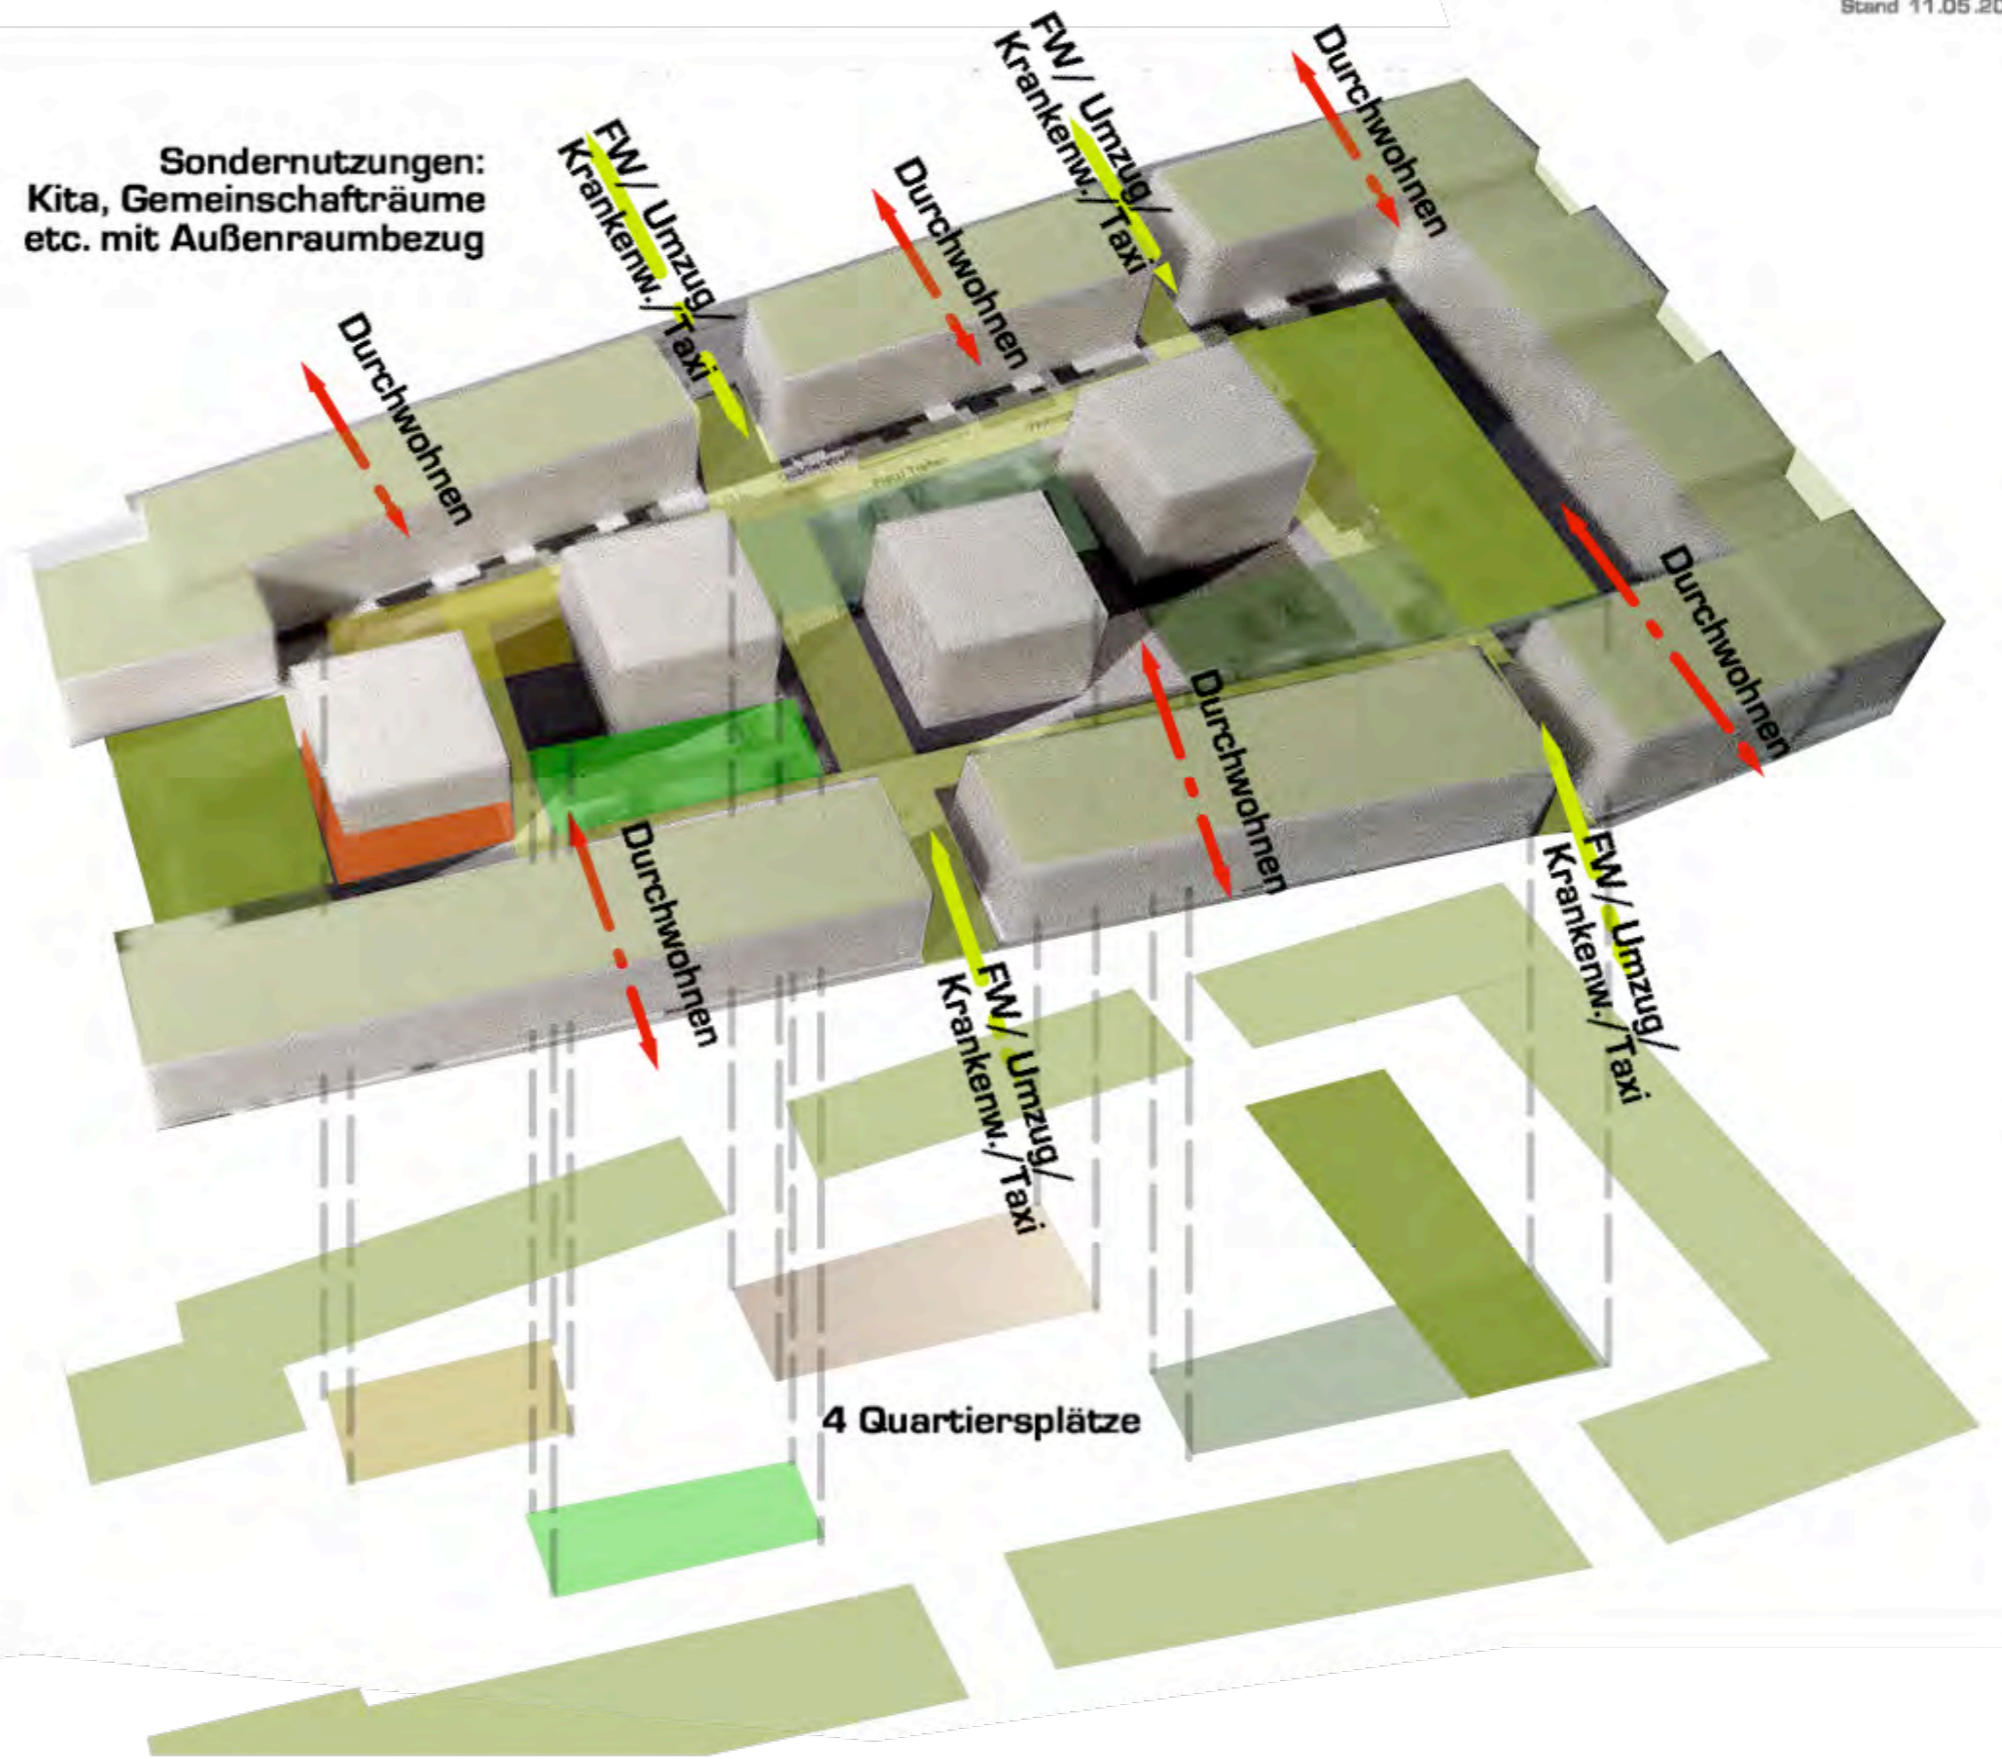 Stand 11.05.20
FW/ Umzug/
Krankenw./Taxi
Durchwohnen
Sondernutzungen:
Kita, Gemeinschafträume
etc. mit Außenraumbezug
FW/ Umzug/
Krankenw./Taxi
Durchwohnen
Durchwohnen
Durchwohnen
Durchwohnen
Durchwohnen
FW/ Umzug/
Krankenw./Taxi
FW/ Umzug/
Krankenw./Taxi
4 Quartiersplätze